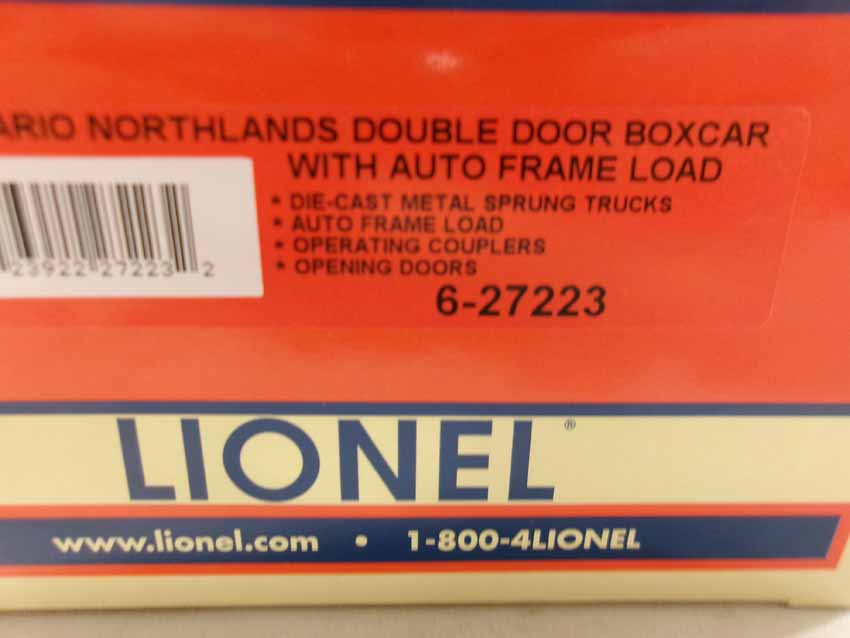 ARIO NORTHLANDS DOUBLE DOOR BOXCAR
WITH AUTO FRAME LOAD
• DIE-CAST METAL SPRUNG TRUCKS
• AUTO FRAME LOAD
• OPERATING COUPLERS
• OPENING DOORS
23922 27223 2
6-27223
LIONEL®
www.lionel.com • 1-800-4LIONEL